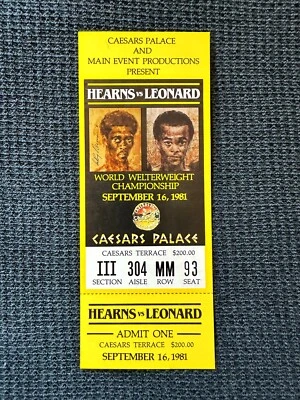 CAESARS PALACE
AND
MAIN EVENT PRODUCTIONS
PRESENT
HEARNS vs LEONARD
WORLD WELTERWEIGHT
CHAMPIONSHIP
SEPTEMBER 16, 1981
CAESARS PALACE
CAESARS TERRACE $200.00
III 304 MM 93
SECTION AISLE ROW SEAT
HEARNS vs LEONARD
ADMIT ONE
CAESARS TERRACE $200.00
SEPTEMBER 16, 1981